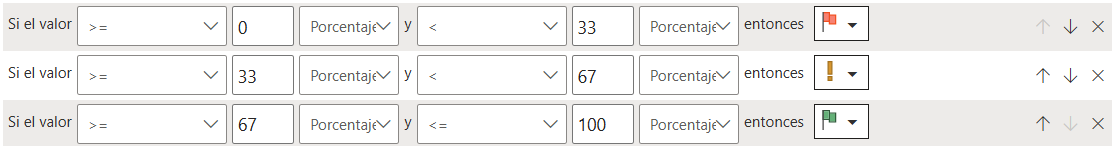 Si el valor >= 0 Porcentaje y < 33 Porcentaje entonces
Si el valor >= 33 Porcentaje y < 67 Porcentaje entonces
Si el valor >= 67 Porcentaje y <= 100 Porcentaje entonces